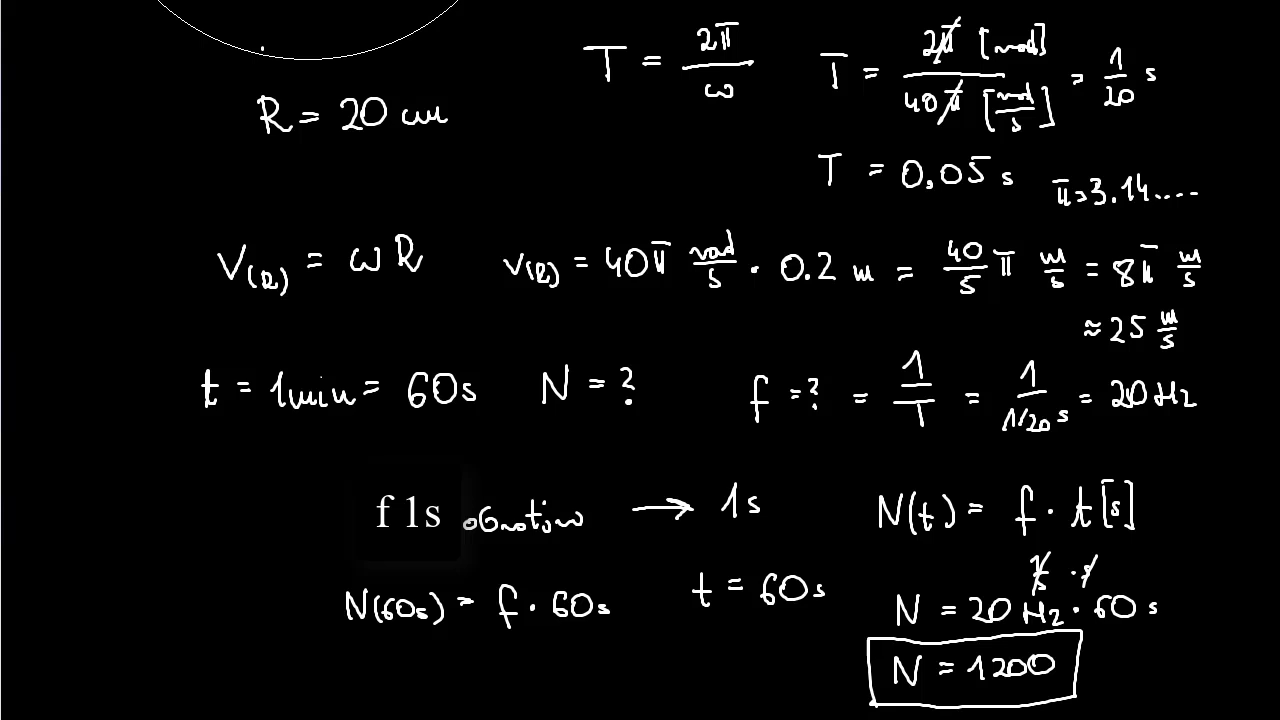 T = 2π/ω T = 2π [rad] / 40π [rad/s] = 1/20 s
R = 20 cm
T = 0,05 s π=3.14....
V(R) = ωR V(R) = 40π rad/s · 0.2 m = 40/5 π m/s = 8π m/s
≈ 25 m/s
t = 1min = 60s N = ? f = ? = 1/T = 1/(1/20 s) = 20 Hz
f 1s → 1s N(t) = f · t[s]
1/s · s
N(60s) = f · 60s t = 60s N = 20 Hz · 60 s
N = 1200